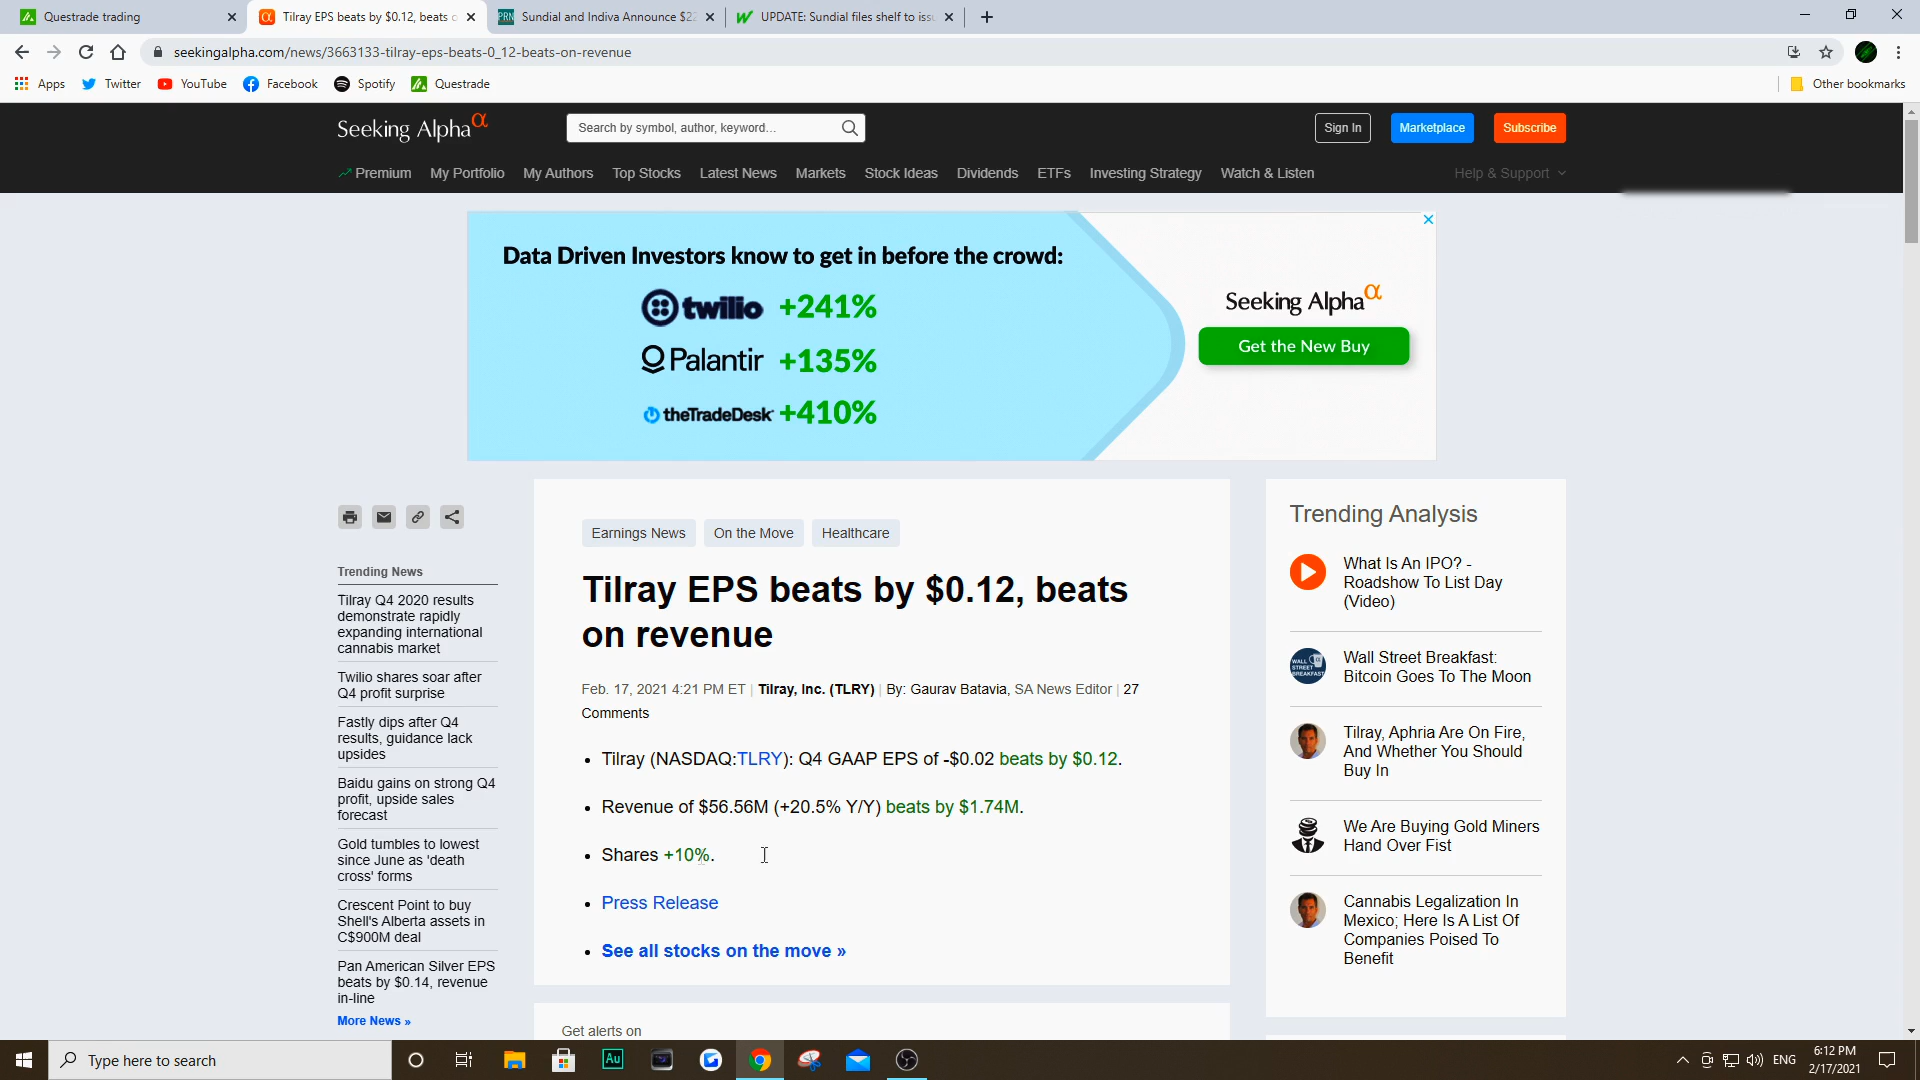 Questrade trading
Tilray EPS beats by $0.12, beats o
Sundial and Indiva Announce $22
UPDATE: Sundial files shelf to issu
seekingalpha.com/news/3663133-tilray-eps-beats-0_12-beats-on-revenue
Apps
Twitter
YouTube
Facebook
Spotify
Questrade
Other bookmarks
Seeking Alpha α
Search by symbol, author, keyword...
Sign In
Marketplace
Subscribe
Premium
My Portfolio
My Authors
Top Stocks
Latest News
Markets
Stock Ideas
Dividends
ETFs
Investing Strategy
Watch & Listen
Help & Support
Data Driven Investors know to get in before the crowd:
twilio +241%
Palantir +135%
theTradeDesk +410%
Seeking Alpha α
Get the New Buy
Trending News
Tilray Q4 2020 results
demonstrate rapidly
expanding international
cannabis market
Twilio shares soar after
Q4 profit surprise
Fastly dips after Q4
results, guidance lack
upsides
Baidu gains on strong Q4
profit, upside sales
forecast
Gold tumbles to lowest
since June as 'death
cross' forms
Crescent Point to buy
Shell's Alberta assets in
C$900M deal
Pan American Silver EPS
beats by $0.14, revenue
in-line
More News »
Earnings News
On the Move
Healthcare
Tilray EPS beats by $0.12, beats
on revenue
Feb. 17, 2021 4:21 PM ET | Tilray, Inc. (TLRY) | By: Gaurav Batavia, SA News Editor | 27
Comments
• Tilray (NASDAQ:TLRY): Q4 GAAP EPS of -$0.02 beats by $0.12.
• Revenue of $56.56M (+20.5% Y/Y) beats by $1.74M.
• Shares +10%.
• Press Release
• See all stocks on the move »
Get alerts on
Trending Analysis
What Is An IPO? -
Roadshow To List Day
(Video)
WALL STREET BREAKFAST
Wall Street Breakfast:
Bitcoin Goes To The Moon
Tilray, Aphria Are On Fire,
And Whether You Should
Buy In
We Are Buying Gold Miners
Hand Over Fist
Cannabis Legalization In
Mexico; Here Is A List Of
Companies Poised To
Benefit
Type here to search
Au
ENG
6:12 PM
2/17/2021